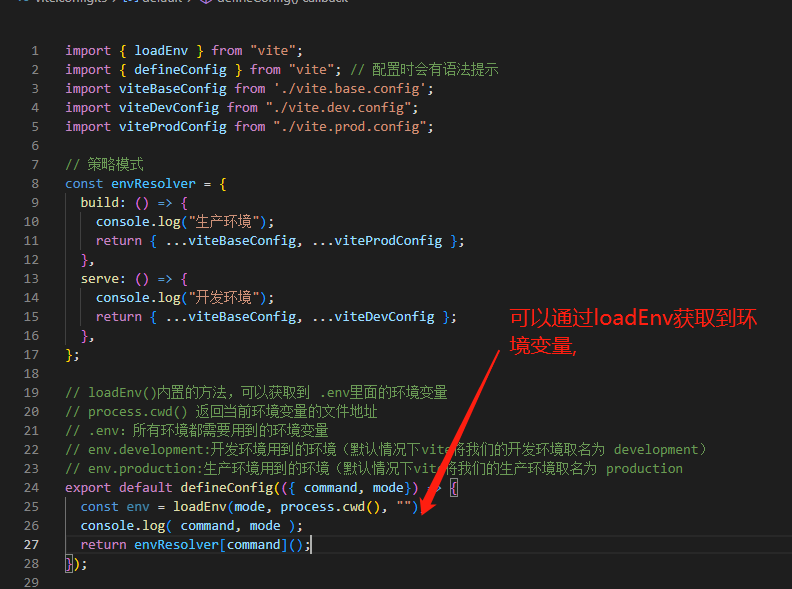 1 import { loadEnv } from "vite";
2 import { defineConfig } from "vite"; // 配置时会有语法提示
3 import viteBaseConfig from './vite.base.config';
4 import viteDevConfig from "./vite.dev.config";
5 import viteProdConfig from "./vite.prod.config";
6
7 // 策略模式
8 const envResolver = {
9 build: () => {
10 console.log("生产环境");
11 return { ...viteBaseConfig, ...viteProdConfig };
12 },
13 serve: () => {
14 console.log("开发环境");
15 return { ...viteBaseConfig, ...viteDevConfig };
16 },
17 };
可以通过loadEnv获取到环
境变量,
18
19 // loadEnv()内置的方法，可以获取到 .env里面的环境变量
20 // process.cwd() 返回当前环境变量的文件地址
21 // .env: 所有环境都需要用到的环境变量
22 // env.development:开发环境用到的环境（默认情况下vite将我们的开发环境取名为 development）
23 // env.production:生产环境用到的环境（默认情况下vite将我们的生产环境取名为 production
24 export default defineConfig(({ command, mode}) => {
25 const env = loadEnv(mode, process.cwd(), "")
26 console.log( command, mode );
27 return envResolver[command]();
28 });
29